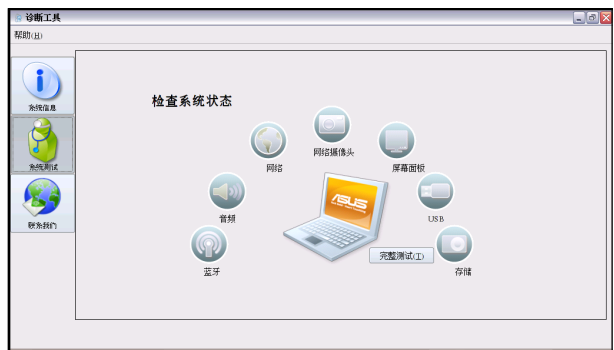 诊断工具
帮助(H)
系统信息
系统测试
联系我们
检查系统状态
网络摄像头
网络
屏幕面板
音频
USB
蓝牙
存储
ASUS
完整测试(T)